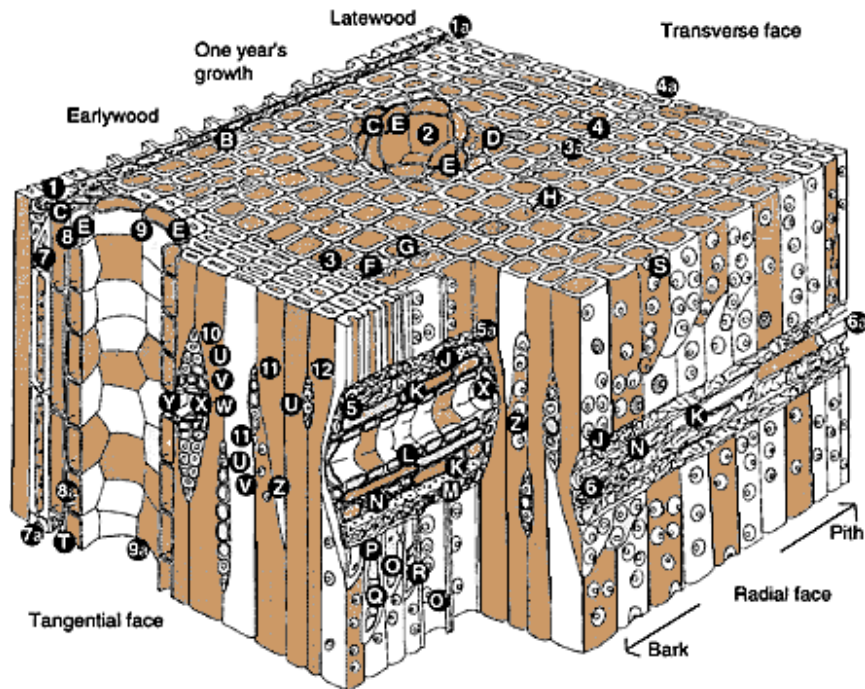 Latewood
1a
Transverse face
One year's
growth
4a
Earlywood
B
C
E
2
D
4
3a
E
1
H
C
8
E
9
E
G
7
3
F
S
10
5a
6a
U
11
12
J
V
K
X
Y
X
W
U
5
K
Z
11
J
U
L
N
V
Z
K
8a
N
M
6
7a
T
9a
P
O
R
Pith
Q
O
Tangential face
Radial face
Bark